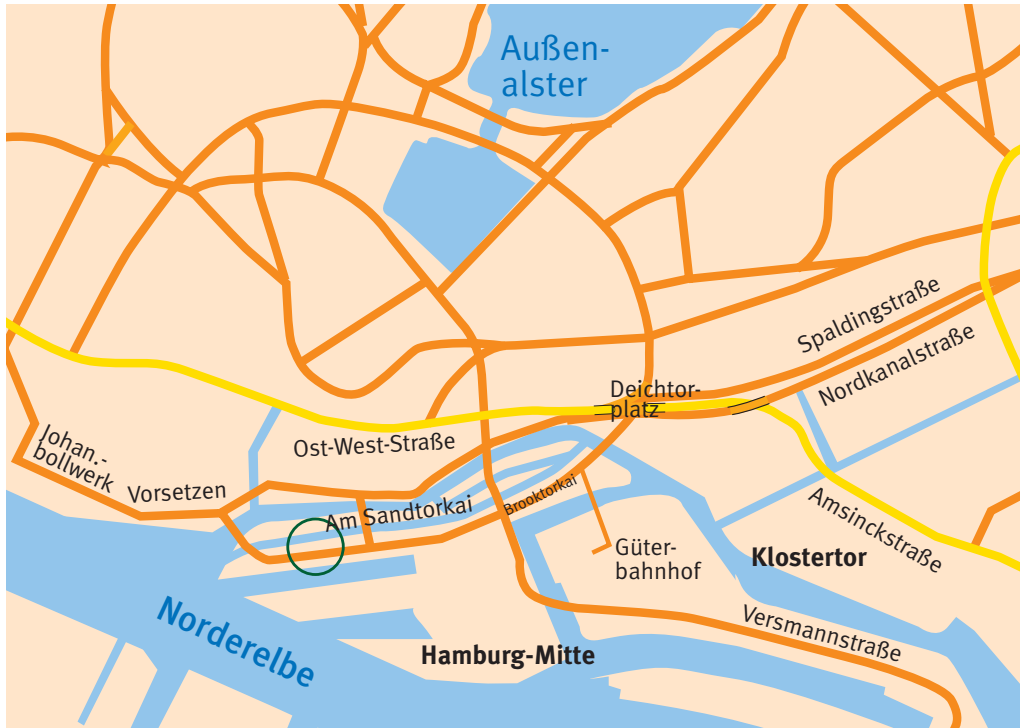 Außen-
alster
Spaldingstraße
Nordkanalstraße
Deichtor-
platz
Ost-West-Straße
Johan.-
bollwerk
Vorsetzen
Am Sandtorkai
Brooktorkai
Amsinckstraße
Güter-
bahnhof
Klostertor
Norderelbe
Versmannstraße
Hamburg-Mitte